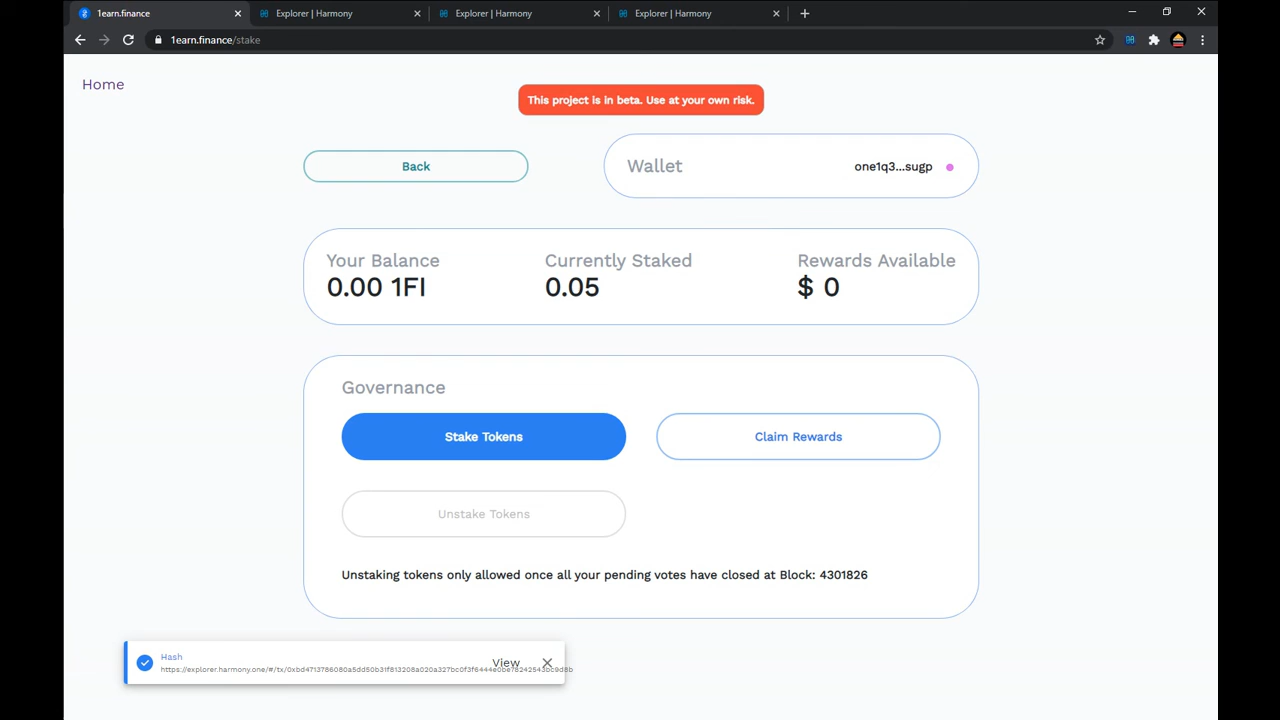 1earn.finance
Explorer | Harmony
Explorer | Harmony
Explorer | Harmony
1earn.finance/stake
Home
This project is in beta. Use at your own risk.
Back
Wallet
one1q3...sugp
Your Balance
0.00 1FI
Currently Staked
0.05
Rewards Available
$ 0
Governance
Stake Tokens
Claim Rewards
Unstake Tokens
Unstaking tokens only allowed once all your pending votes have closed at Block: 4301826
Hash
View